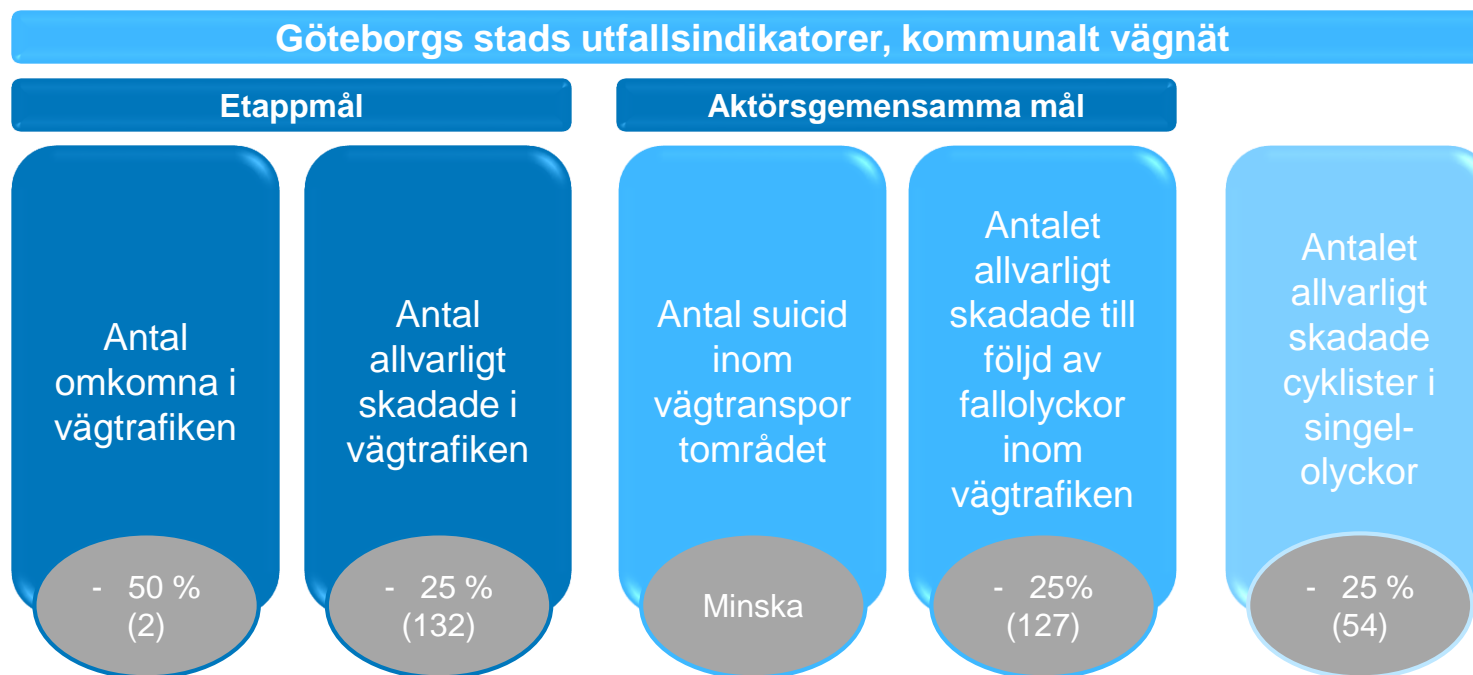 Göteborgs stads utfallsindikatorer, kommunalt vägnät
Etappmål
Aktörsgemensamma mål
Antal
omkomna i
vägtrafiken
- 50 %
(2)
Antal
allvarligt
skadade i
vägtrafiken
- 25 %
(132)
Antal suicid
inom
vägtranspor
tområdet
Minska
Antalet
allvarligt
skadade till
följd av
fallolyckor
inom
vägtrafiken
- 25%
(127)
Antalet
allvarligt
skadade
cyklister i
singel-
olyckor
- 25 %
(54)